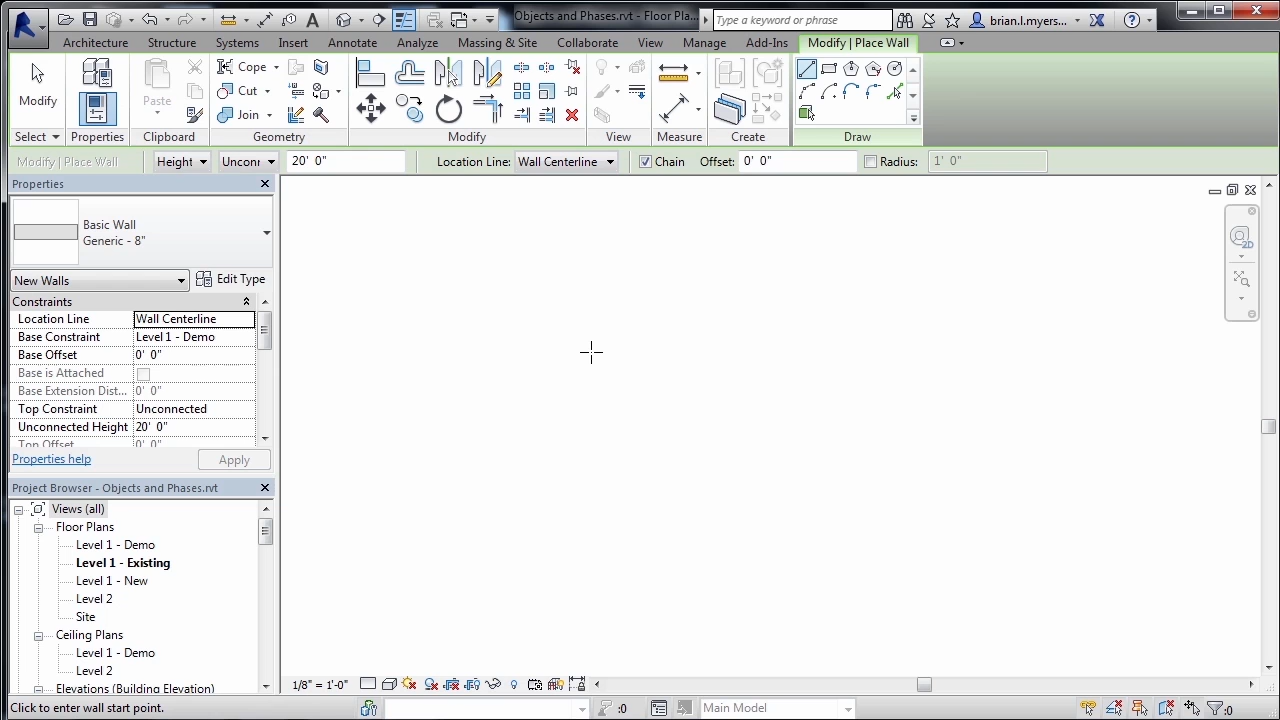 Objects and Phases.rvt - Floor Pla...
Type a keyword or phrase
brian.l.myers...
Architecture Structure Systems Insert Annotate Analyze Massing & Site Collaborate View Manage Add-Ins Modify | Place Wall
Modify
Paste
Cope
Cut
Join
Select Properties Clipboard Geometry Modify View Measure Create Draw
Modify | Place Wall Height Uncon 20' 0" Location Line: Wall Centerline Chain Offset: 0' 0" Radius: 1' 0"
Properties
Basic Wall
Generic - 8"
New Walls Edit Type
Constraints
Location Line Wall Centerline
Base Constraint Level 1 - Demo
Base Offset 0' 0"
Base is Attached
Base Extension Dist... 0' 0"
Top Constraint Unconnected
Unconnected Height 20' 0"
Top Offset 0' 0"
Properties help Apply
Project Browser - Objects and Phases.rvt
Views (all)
Floor Plans
Level 1 - Demo
Level 1 - Existing
Level 1 - New
Level 2
Site
Ceiling Plans
Level 1 - Demo
Level 2
Elevations (Building Elevation)
2D
1/8" = 1'-0"
Click to enter wall start point.
:0
Main Model
:0